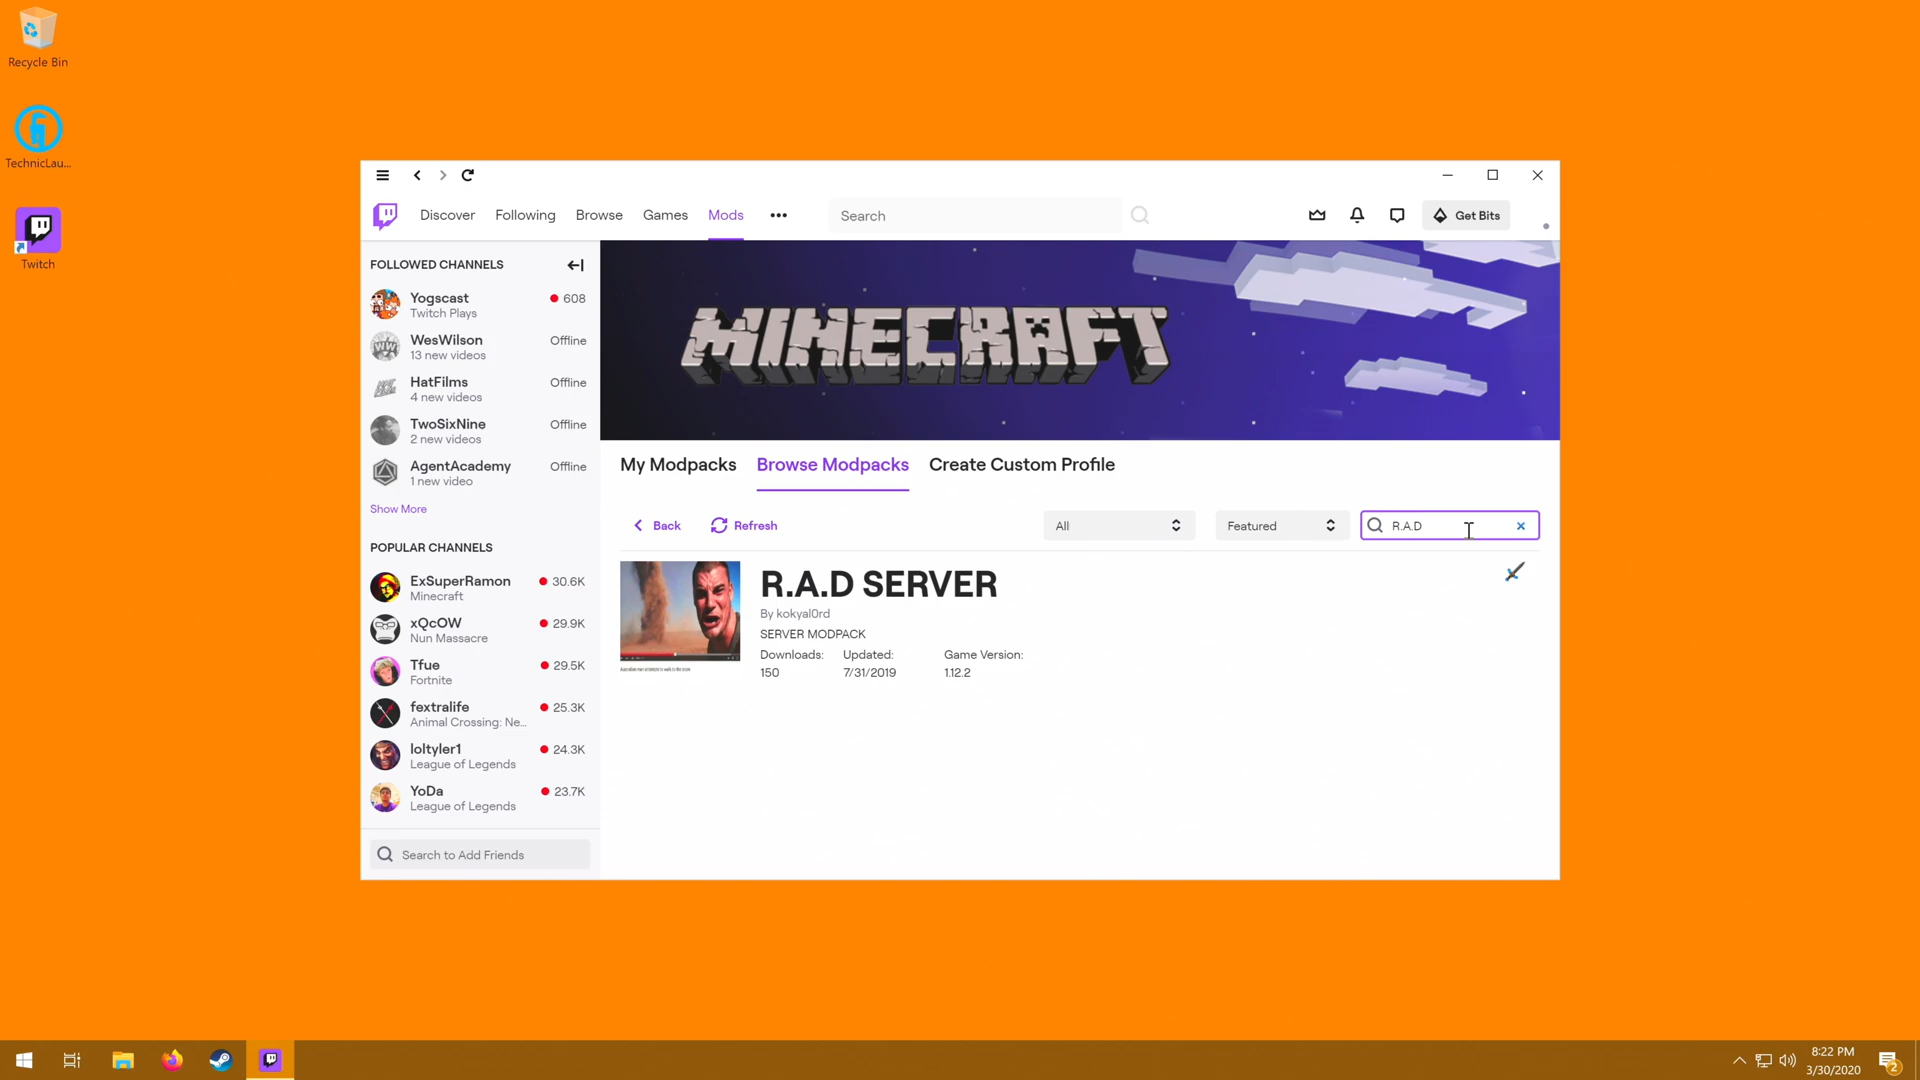 Recycle Bin
TechnicLau...
Twitch
Discover
Following
Browse
Games
Mods
Search
Get Bits
FOLLOWED CHANNELS
Yogscast
608
Twitch Plays
WesWilson
Offline
13 new videos
HatFilms
Offline
4 new videos
TwoSixNine
Offline
2 new videos
AgentAcademy
Offline
1 new video
Show More
POPULAR CHANNELS
ExSuperRamon
30.6K
Minecraft
xQcOW
29.9K
Nun Massacre
Tfue
29.5K
Fortnite
fextralife
25.3K
Animal Crossing: Ne...
loltyler1
24.3K
League of Legends
YoDa
23.7K
League of Legends
Search to Add Friends
MINECRAFT
My Modpacks
Browse Modpacks
Create Custom Profile
Back
Refresh
All
Featured
R.A.D
R.A.D SERVER
By kokyal0rd
SERVER MODPACK
Downloads: Updated: Game Version:
150 7/31/2019 1.12.2
8:22 PM
3/30/2020
2